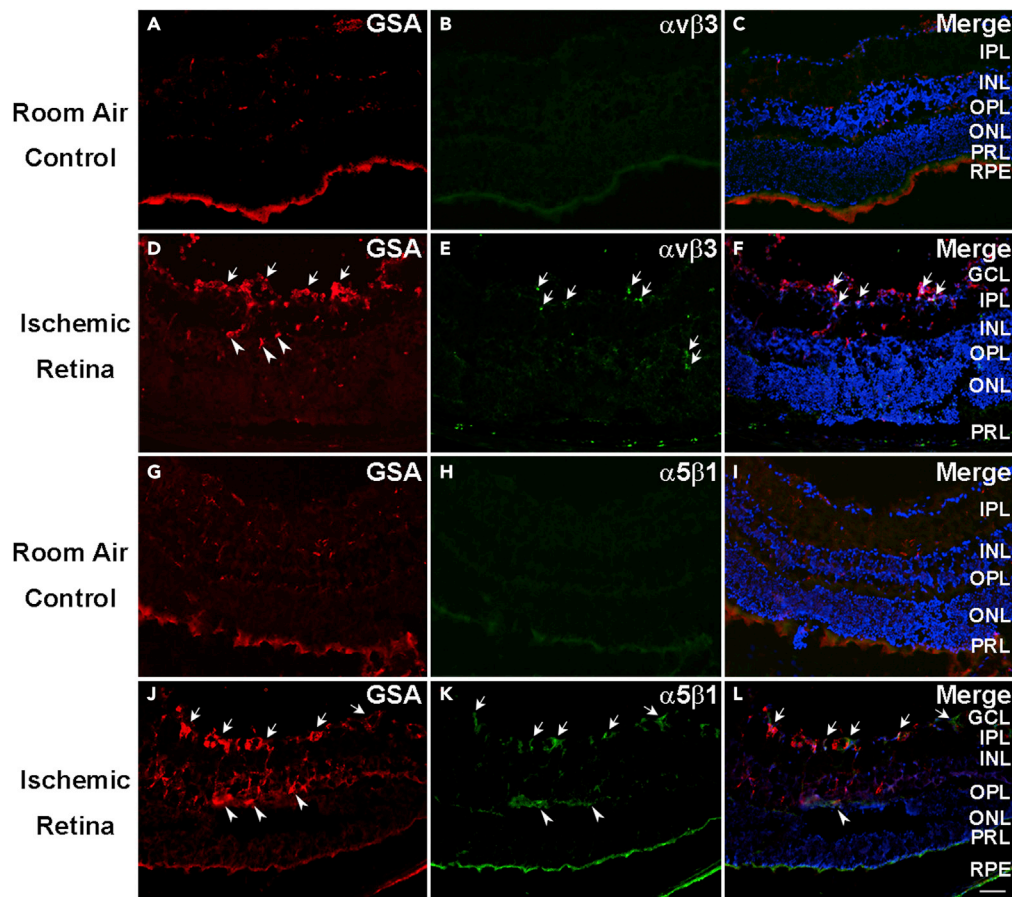 Room Air
Control
A GSA
B αvβ3
C Merge
IPL
INL
OPL
ONL
PRL
RPE
Ischemic
Retina
D GSA
E αvβ3
F Merge
GCL
IPL
INL
OPL
ONL
PRL
Room Air
Control
G GSA
H α5β1
I Merge
IPL
INL
OPL
ONL
PRL
Ischemic
Retina
J GSA
K α5β1
L Merge
GCL
IPL
INL
OPL
ONL
PRL
RPE